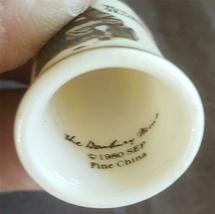 the Danbury Mint
© 1980 SEP
Fine China